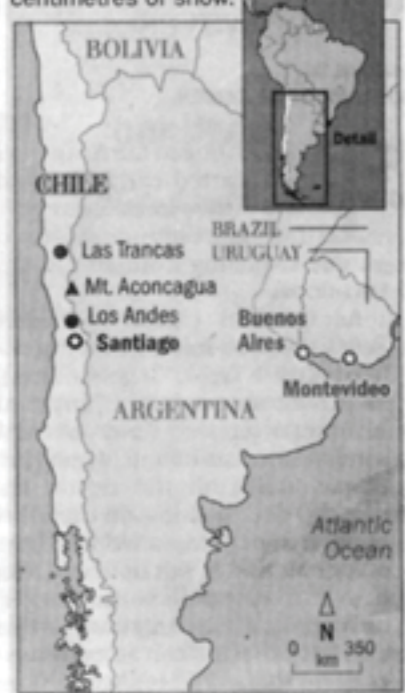 centimetres of snow.
BOLIVIA
Detail
CHILE
BRAZIL
URUGUAY
Las Trancas
Mt. Aconcagua
Los Andes
Santiago
Buenos
Aires
Montevideo
ARGENTINA
Atlantic
Ocean
N
0 350
km